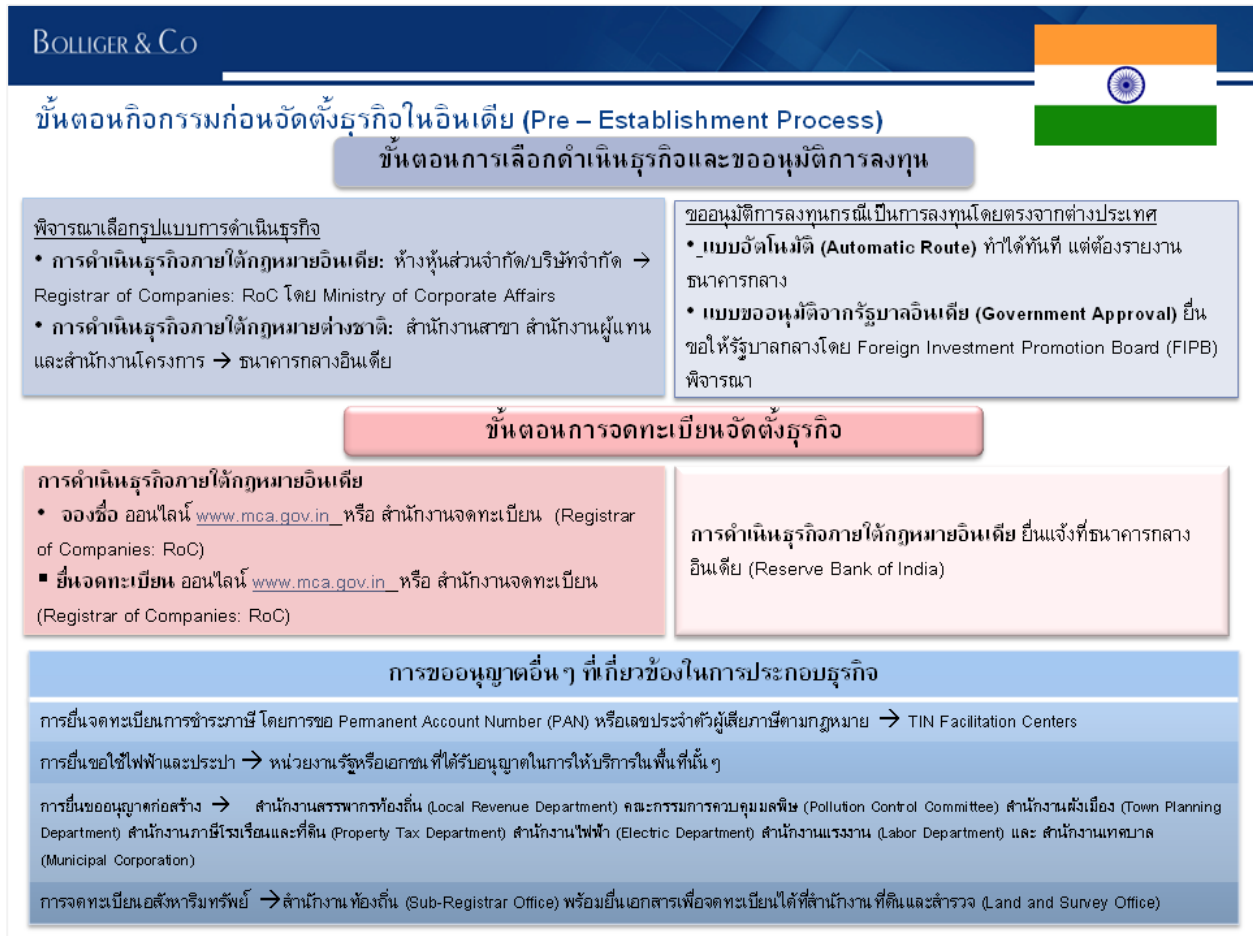 BOLLIGER & CO
ขั้นตอนกิจกรรมก่อนจัดตั้งธุรกิจในอินเดีย (Pre – Establishment Process)
ขั้นตอนการเลือกดำเนินธุรกิจและขออนุมัติการลงทุน
พิจารณาเลือกรูปแบบการดำเนินธุรกิจ
• การดำเนินธุรกิจภายใต้กฎหมายอินเดีย: ห้างหุ้นส่วนจำกัด/บริษัทจำกัด →
Registrar of Companies: RoC โดย Ministry of Corporate Affairs
• การดำเนินธุรกิจภายใต้กฎหมายต่างชาติ: สำนักงานสาขา สำนักงานผู้แทน
และสำนักงานโครงการ → ธนาคารกลางอินเดีย
ขออนุมัติการลงทุนกรณีเป็นการลงทุนโดยตรงจากต่างประเทศ
• แบบอัตโนมัติ (Automatic Route) ทำได้ทันที แต่ต้องรายงาน
ธนาคารกลาง
• แบบขออนุมัติจากรัฐบาลอินเดีย (Government Approval) ยื่น
ขอให้รัฐบาลกลางโดย Foreign Investment Promotion Board (FIPB)
พิจารณา
ขั้นตอนการจดทะเบียนจัดตั้งธุรกิจ
การดำเนินธุรกิจภายใต้กฎหมายอินเดีย
• จองชื่อ ออนไลน์ www.mca.gov.in หรือ สำนักงานจดทะเบียน (Registrar
of Companies: RoC)
▪ ยื่นจดทะเบียน ออนไลน์ www.mca.gov.in หรือ สำนักงานจดทะเบียน
(Registrar of Companies: RoC)
การดำเนินธุรกิจภายใต้กฎหมายอินเดีย ยื่นแจ้งที่ธนาคารกลาง
อินเดีย (Reserve Bank of India)
การขออนุญาตอื่นๆ ที่เกี่ยวข้องในการประกอบธุรกิจ
การยื่นจดทะเบียนการชำระภาษี โดยการขอ Permanent Account Number (PAN) หรือเลขประจำตัวผู้เสียภาษีตามกฎหมาย → TIN Facilitation Centers
การยื่นขอใช้ไฟฟ้าและประปา → หน่วยงานรัฐหรือเอกชนที่ได้รับอนุญาตในการให้บริการในพื้นที่นั้นๆ
การยื่นขออนุญาตก่อสร้าง → สำนักงานสรรพากรท้องถิ่น (Local Revenue Department) คณะกรรมการควบคุมมลพิษ (Pollution Control Committee) สำนักงานผังเมือง (Town Planning
Department) สำนักงานภาษีโรงเรือนและที่ดิน (Property Tax Department) สำนักงานไฟฟ้า (Electric Department) สำนักงานแรงงาน (Labor Department) และ สำนักงานเทศบาล
(Municipal Corporation)
การจดทะเบียนอสังหาริมทรัพย์ → สำนักงานท้องถิ่น (Sub-Registrar Office) พร้อมยื่นเอกสารเพื่อจดทะเบียนได้ที่สำนักงานที่ดินและสำรวจ (Land and Survey Office)